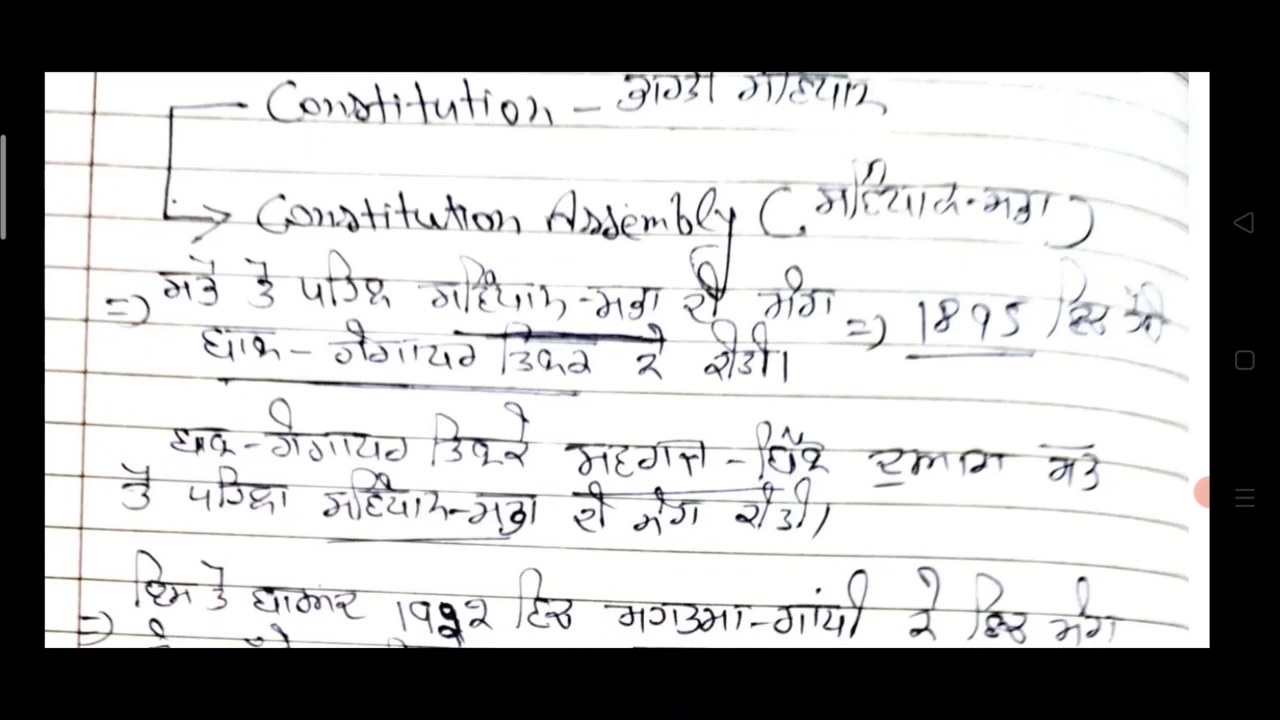 Constitution - ਭਾਰਤੀ ਸੰਵਿਧਾਨ
Constitution Assembly (ਸੰਵਿਧਾਨ-ਸਭਾ)
=) ਸਭ ਤੋਂ ਪਹਿਲਾਂ ਸੰਵਿਧਾਨ-ਸਭਾ ਦੀ ਮੰਗ =) 1895 ਵਿਚ
ਬਾਲ-ਗੰਗਾਧਰ ਤਿਲਕ ਨੇ ਕੀਤੀ।
ਬਾਲ-ਗੰਗਾਧਰ ਤਿਲਕ ਨੇ ਸਵਰਾਜ-ਬਿੱਲ ਦੁਆਰਾ ਸਭ
ਤੋਂ ਪਹਿਲਾਂ ਸੰਵਿਧਾਨ-ਸਭਾ ਦੀ ਮੰਗ ਕੀਤੀ।
=) ਇਸ ਤੋਂ ਬਾਅਦ 1922 ਵਿਚ ਮਹਾਤਮਾ-ਗਾਂਧੀ ਨੇ ਇਹ ਮੰਗ